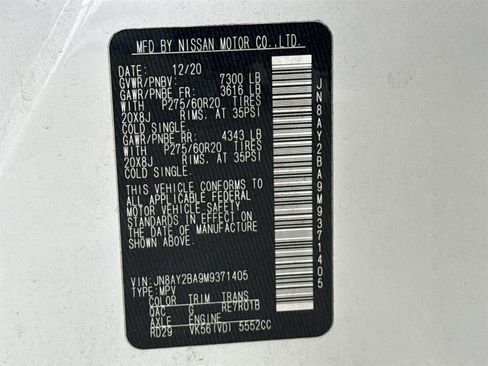 MFD BY NISSAN MOTOR CO.,LTD.
DATE: 12/20
GVWR/PNBV: 7300 LB
GAWR/PNBE FR: 3616 LB
WITH P275/60R20 TIRES
20X8J RIMS, AT 35PSI
COLD SINGLE.
GAWR/PNBE RR: 4343 LB
WITH P275/60R20 TIRES
20X8J RIMS, AT 35PSI
COLD SINGLE.
THIS VEHICLE CONFORMS TO
ALL APPLICABLE FEDERAL
MOTOR VEHICLE SAFETY
STANDARDS IN EFFECT ON
THE DATE OF MANUFACTURE
SHOWN ABOVE.
VIN: JN8AY2BA9M9371405
TYPE: MPV
COLOR TRIM TRANS
QAC G RE7R01B
AXLE ENGINE
RD29 VK56(VD) 5552CC
JN8AY2BA9M9371405